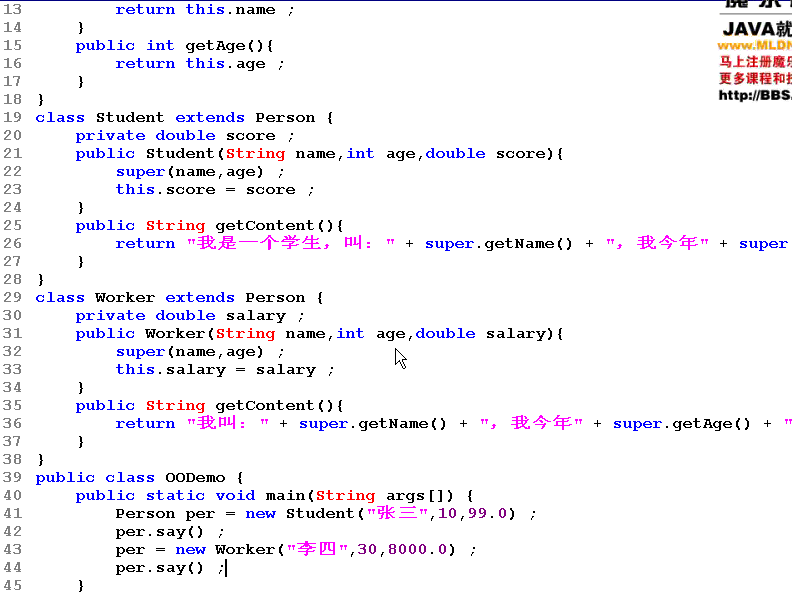 13 return this.name ;
14 }
15 public int getAge(){
16 return this.age ;
17 }
18 }
19 class Student extends Person {
20 private double score ;
21 public Student(String name,int age,double score){
22 super(name,age) ;
23 this.score = score ;
24 }
25 public String getContent(){
26 return "我是一个学生，叫：" + super.getName() + "，我今年" + super
27 }
28 }
29 class Worker extends Person {
30 private double salary ;
31 public Worker(String name,int age,double salary){
32 super(name,age) ;
33 this.salary = salary ;
34 }
35 public String getContent(){
36 return "我叫：" + super.getName() + "，我今年" + super.getAge() + "
37 }
38 }
39 public class OODemo {
40 public static void main(String args[]) {
41 Person per = new Student("张三",10,99.0) ;
42 per.say() ;
43 per = new Worker("李四",30,8000.0) ;
44 per.say() ;
45 }
JAVA就
www.MLDN
马上注册魔乐
更多课程和技
http://BBS.